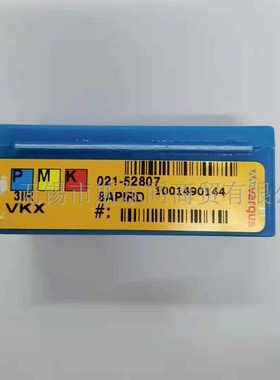 P M K
3IR
VKX
021-52807
8APIRD
1001490144
#:
vargus